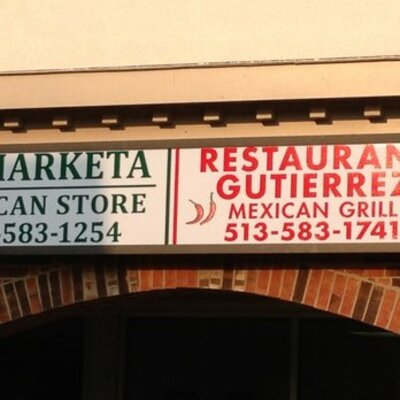 MARKETA
CAN STORE
-583-1254
RESTAURAN
GUTIERREZ
MEXICAN GRILL
513-583-1741